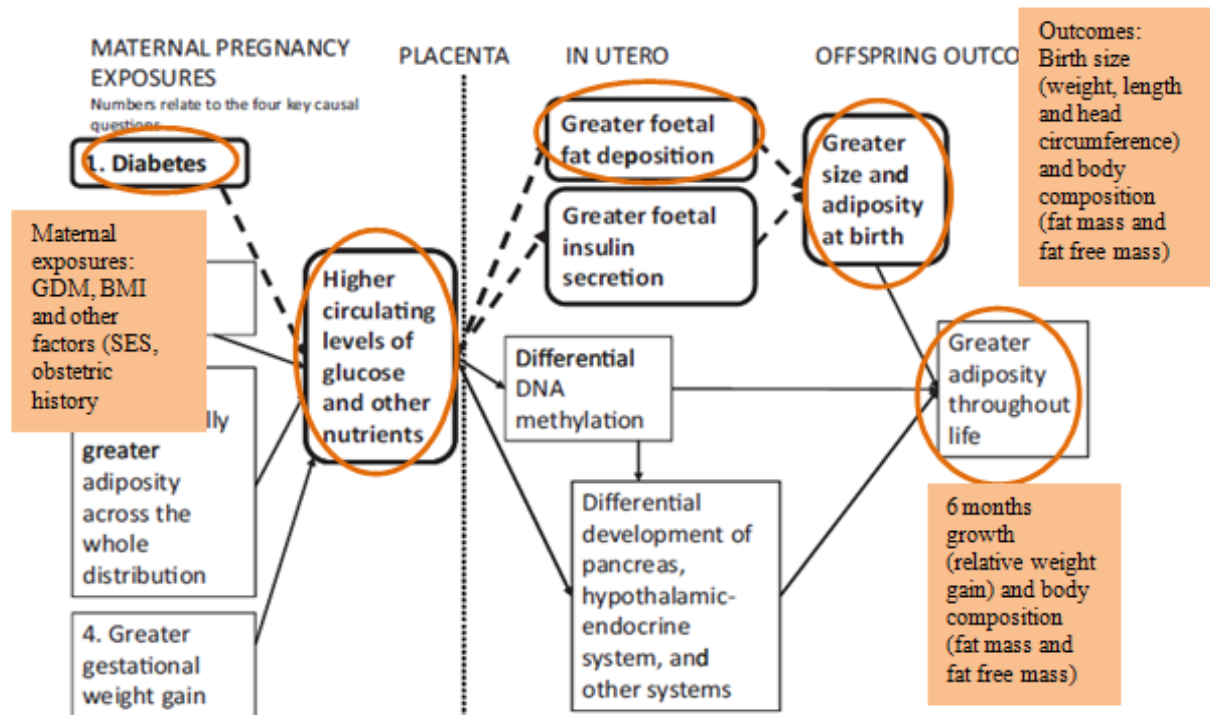 MATERNAL PREGNANCY
EXPOSURES
Numbers relate to the four key causal
questions
PLACENTA
IN UTERO
OFFSPRING OUTCO
1. Diabetes
Maternal
exposures:
GDM, BMI
and other
factors (SES,
obstetric
history
lly
greater
adiposity
across the
whole
distribution
4. Greater
gestational
weight gain
Higher
circulating
levels of
glucose
and other
nutrients
Greater foetal
fat deposition
Greater foetal
insulin
secretion
Differential
DNA
methylation
Differential
development of
pancreas,
hypothalamic-
endocrine
system, and
other systems
Greater
size and
adiposity
at birth
Greater
adiposity
throughout
life
Outcomes:
Birth size
(weight, length
and head
circumference)
and body
composition
(fat mass and
fat free mass)
6 months
growth
(relative weight
gain) and body
composition
(fat mass and
fat free mass)